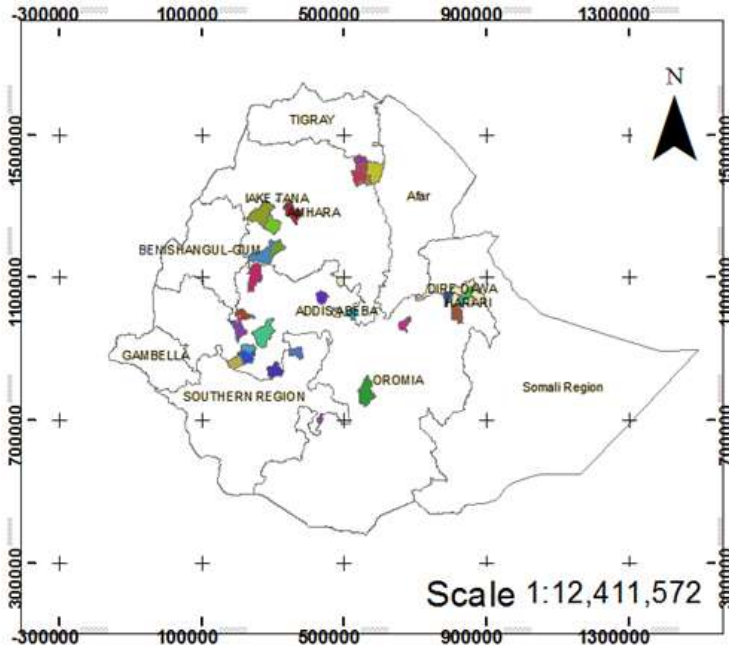 -300000 100000 500000 900000 1300000
N
TIGRAY
1500000 1500000
Afar
IAKE TANA
AMHARA
BENISHANGUL-GUM
1100000 1100000
DIRE DAWA
HARARI
ADDIS ABEBA
GAMBELLA
OROMIA
Somali Region
SOUTHERN REGION
700000 700000
300000 300000
Scale 1:12,411,572
-300000 100000 500000 900000 1300000